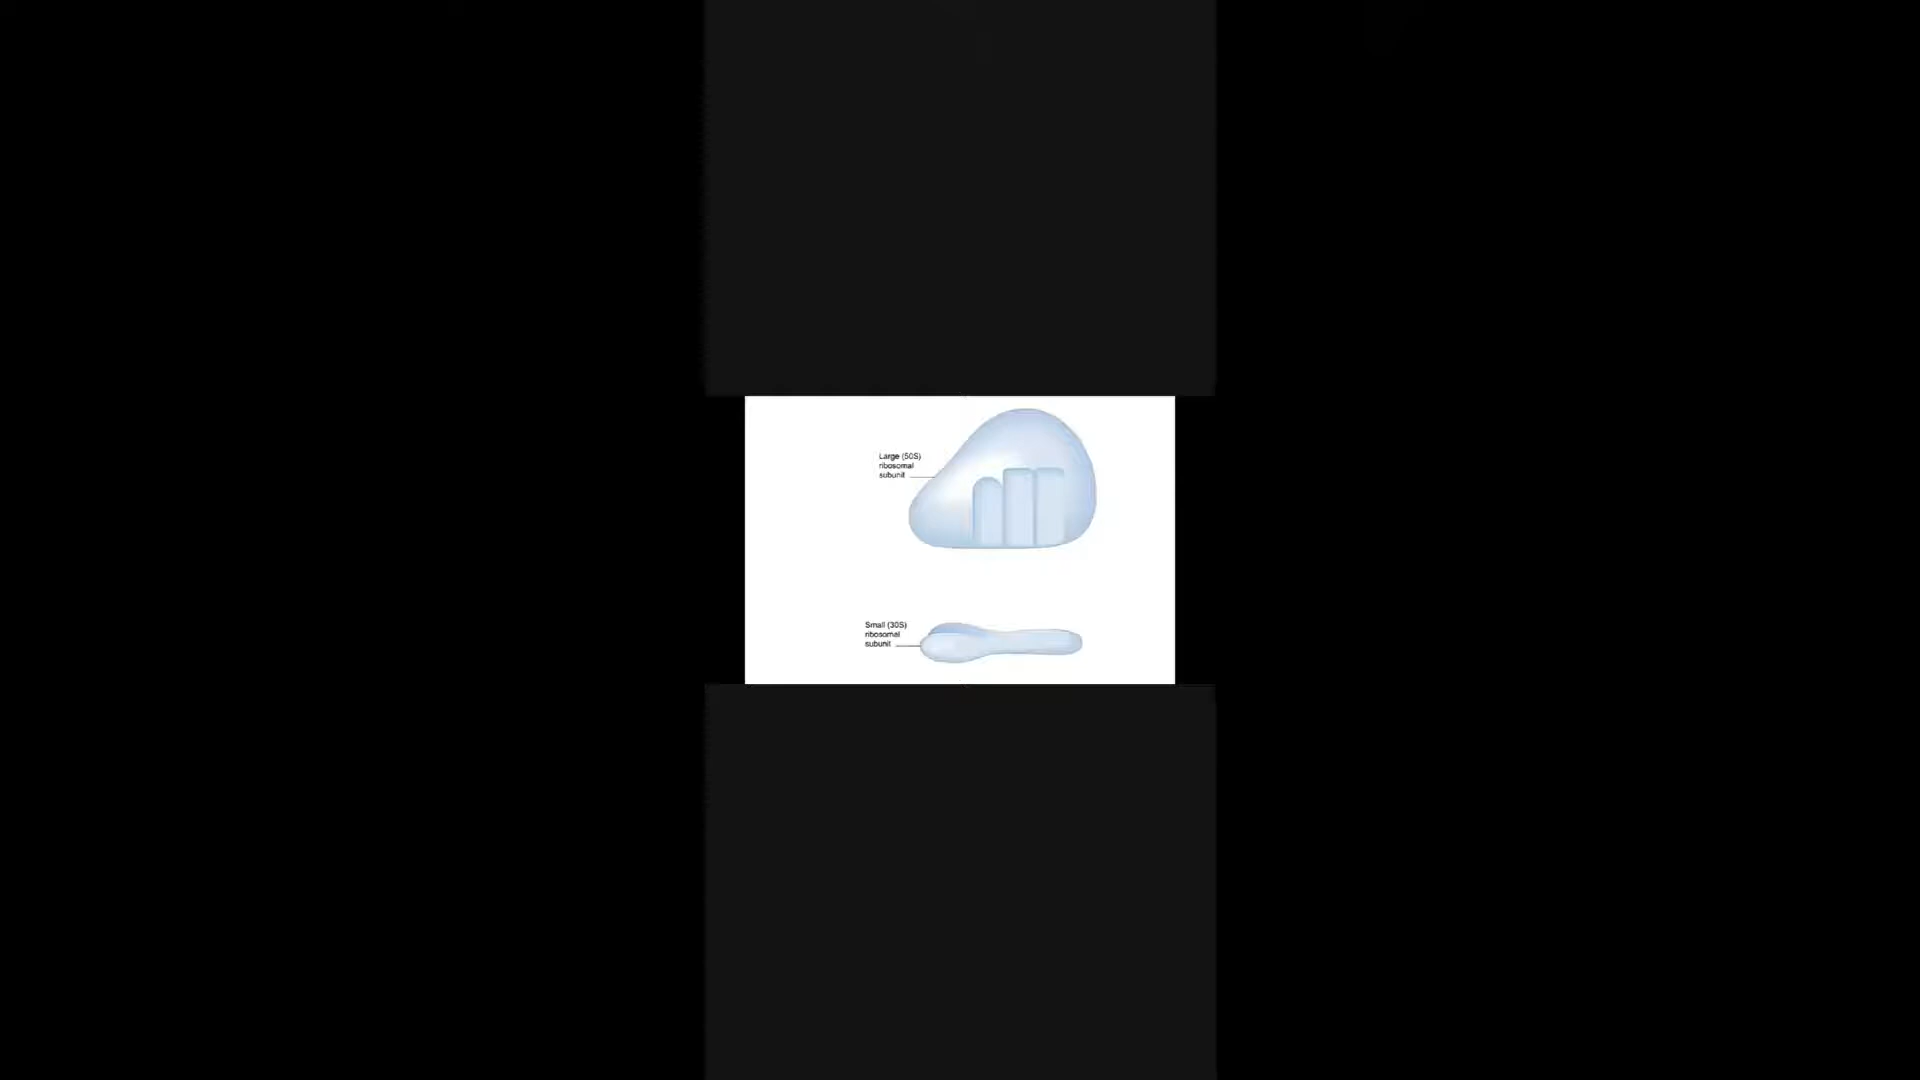 Large (50S)
ribosomal
subunit
Small (30S)
ribosomal
subunit